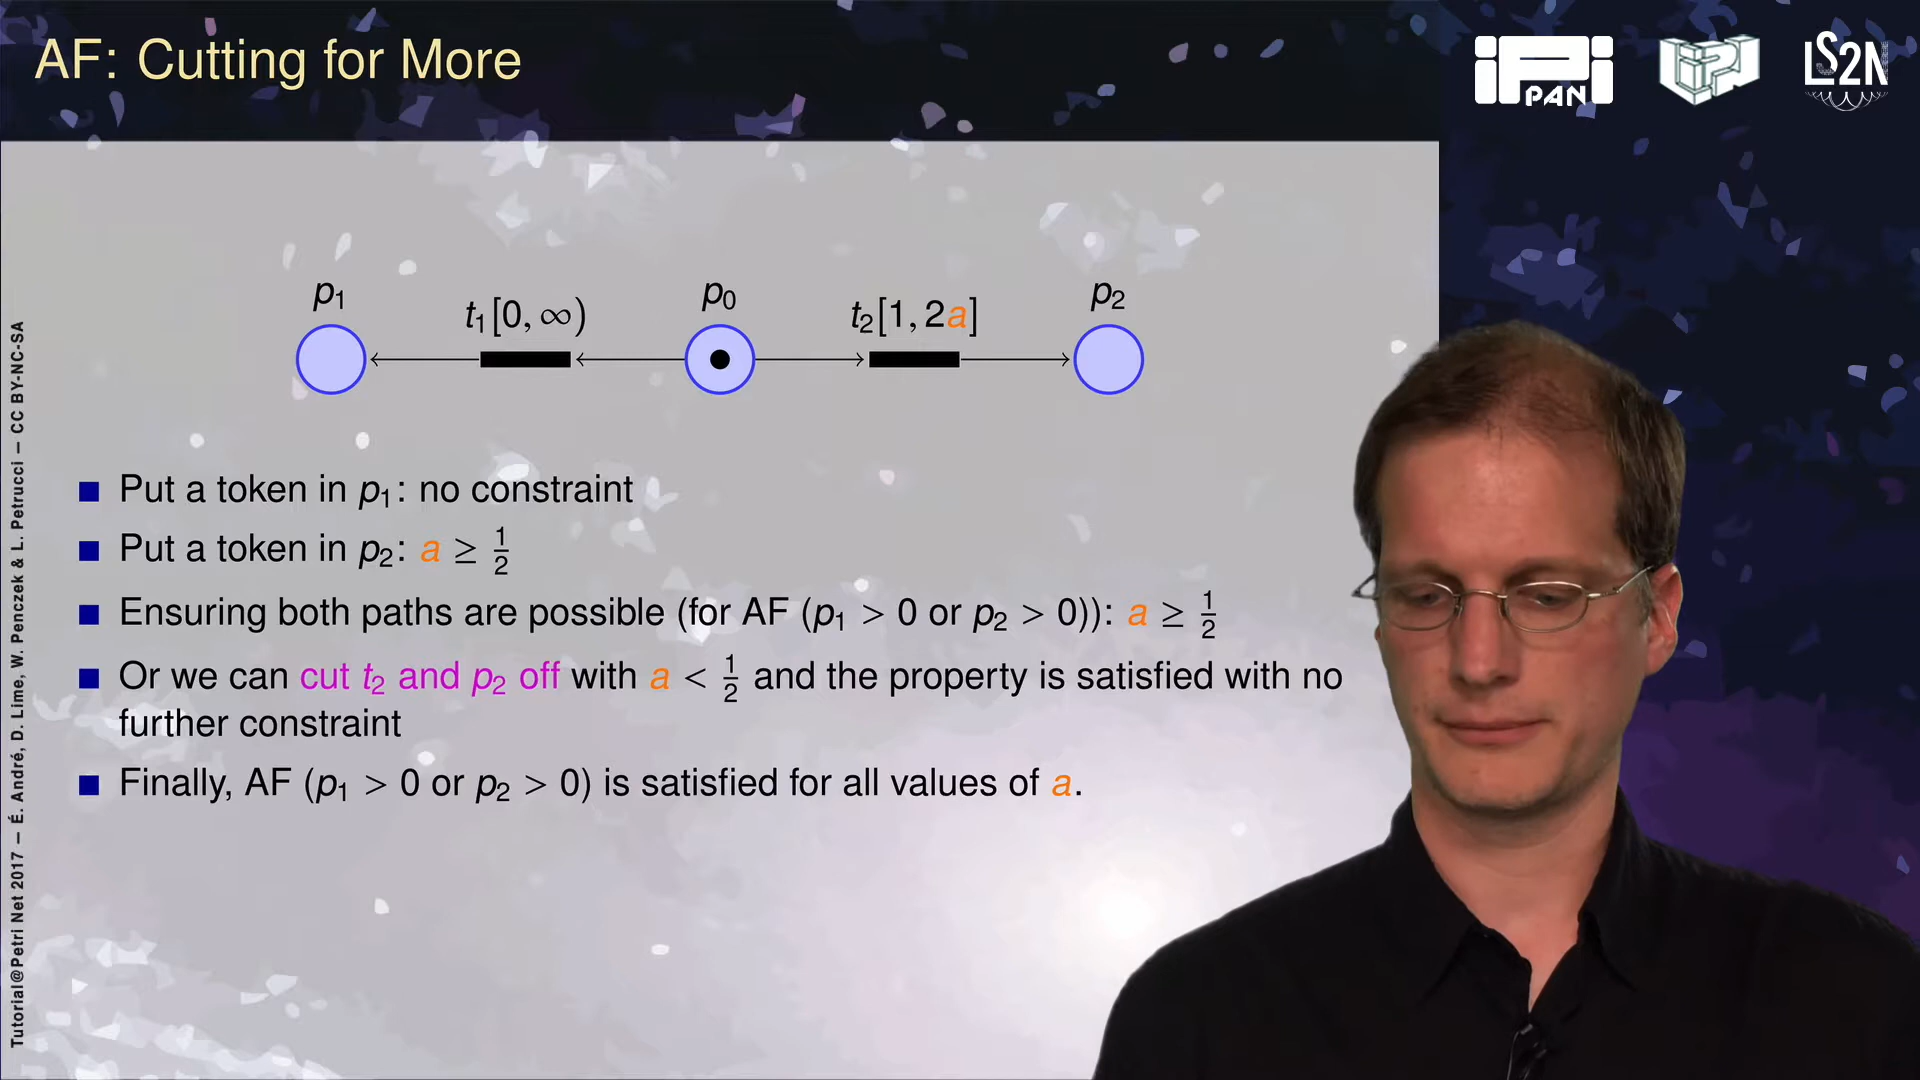 AF: Cutting for More
iPi
PAN
LIPN
LS2N
p₁
t₁[0, ∞)
p₀
t₂[1, 2a]
p₂
Put a token in p₁: no constraint
Put a token in p₂: a ≥ 1/2
Ensuring both paths are possible (for AF (p₁ > 0 or p₂ > 0)): a ≥ 1/2
Or we can cut t₂ and p₂ off with a < 1/2 and the property is satisfied with no
further constraint
Finally, AF (p₁ > 0 or p₂ > 0) is satisfied for all values of a.
Tutorial@Petri Net 2017 – É. André, D. Lime, W. Penczek & L. Petrucci – CC BY-NC-SA